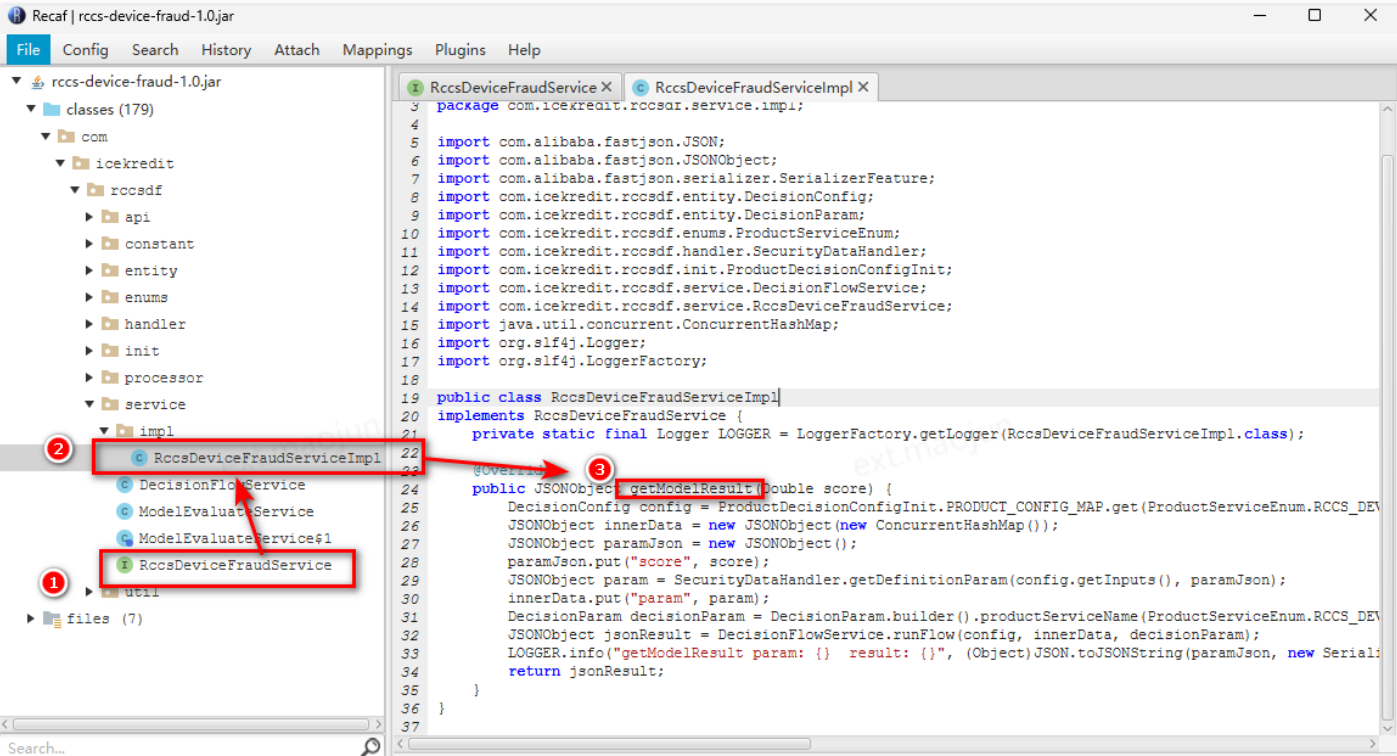 Recaf | rccs-device-fraud-1.0.jar
File Config Search History Attach Mappings Plugins Help
rccs-device-fraud-1.0.jar
classes (179)
com
icekredit
rccsdf
api
constant
entity
enums
handler
init
processor
service
impl
2
RccsDeviceFraudServiceImpl
DecisionFlowService
ModelEvaluateService
ModelEvaluateService$1
RccsDeviceFraudService
1
util
files (7)
Search...
RccsDeviceFraudService RccsDeviceFraudServiceImpl
3 package com.icekredit.rccsdf.service.impl;
4
5 import com.alibaba.fastjson.JSON;
6 import com.alibaba.fastjson.JSONObject;
7 import com.alibaba.fastjson.serializer.SerializerFeature;
8 import com.icekredit.rccsdf.entity.DecisionConfig;
9 import com.icekredit.rccsdf.entity.DecisionParam;
10 import com.icekredit.rccsdf.enums.ProductServiceEnum;
11 import com.icekredit.rccsdf.handler.SecurityDataHandler;
12 import com.icekredit.rccsdf.init.ProductDecisionConfigInit;
13 import com.icekredit.rccsdf.service.DecisionFlowService;
14 import com.icekredit.rccsdf.service.RccsDeviceFraudService;
15 import java.util.concurrent.ConcurrentHashMap;
16 import org.slf4j.Logger;
17 import org.slf4j.LoggerFactory;
18
19 public class RccsDeviceFraudServiceImpl
20 implements RccsDeviceFraudService {
21 private static final Logger LOGGER = LoggerFactory.getLogger(RccsDeviceFraudServiceImpl.class);
22
23 @Override
3
24 public JSONObject getModelResult(Double score) {
25 DecisionConfig config = ProductDecisionConfigInit.PRODUCT_CONFIG_MAP.get(ProductServiceEnum.RCCS_DEV
26 JSONObject innerData = new JSONObject(new ConcurrentHashMap());
27 JSONObject paramJson = new JSONObject();
28 paramJson.put("score", score);
29 JSONObject param = SecurityDataHandler.getDefinitionParam(config.getInputs(), paramJson);
30 innerData.put("param", param);
31 DecisionParam decisionParam = DecisionParam.builder().productServiceName(ProductServiceEnum.RCCS_DEV
32 JSONObject jsonResult = DecisionFlowService.runFlow(config, innerData, decisionParam);
33 LOGGER.info("getModelResult param: {} result: {}", (Object)JSON.toJSONString(paramJson, new Seriali
34 return jsonResult;
35 }
36 }
37
ext.maojun